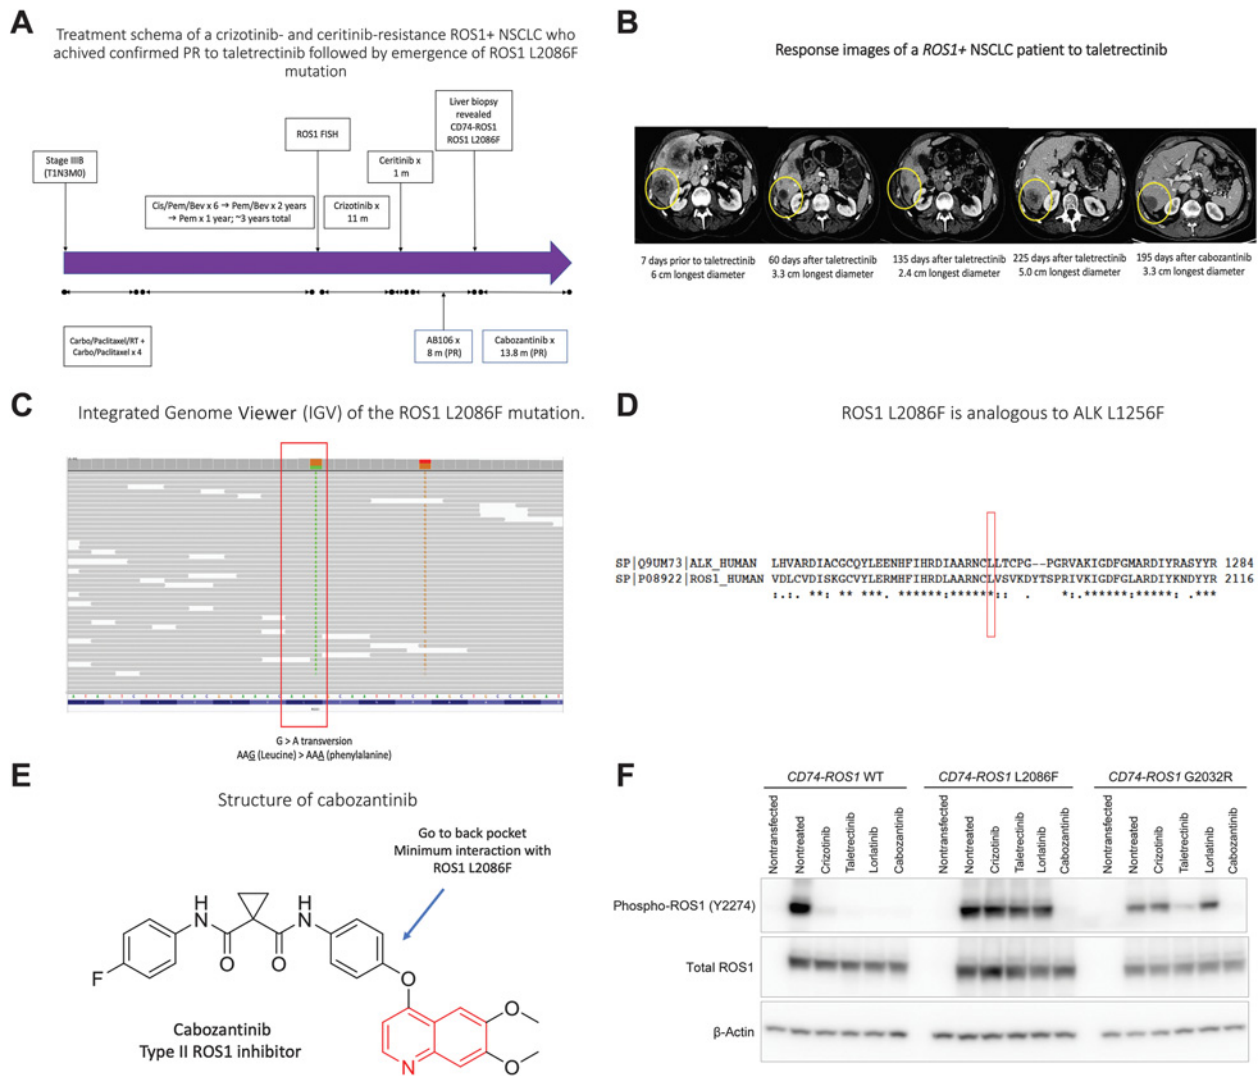 A
Treatment schema of a crizotinib- and ceritinib-resistance ROS1+ NSCLC who
achived confirmed PR to taletrectinib followed by emergence of ROS1 L2086F
mutation
Stage IIIB
(T1N3M0)
Cis/Pem/Bev x 6 → Pem/Bev x 2 years
→ Pem x 1 year; ~3 years total
ROS1 FISH
Crizotinib x
11 m
Ceritinib x
1 m
Liver biopsy
revealed
CD74-ROS1
ROS1 L2086F
Carbo/Paclitaxel/RT +
Carbo/Paclitaxel x 4
AB106 x
8 m (PR)
Cabozantinib x
13.8 m (PR)
B
Response images of a ROS1+ NSCLC patient to taletrectinib
7 days prior to taletrectinib
6 cm longest diameter
60 days after taletrectinib
3.3 cm longest diameter
135 days after taletrectinib
2.4 cm longest diameter
225 days after taletrectinib
5.0 cm longest diameter
195 days after cabozantinib
3.3 cm longest diameter
C
Integrated Genome Viewer (IGV) of the ROS1 L2086F mutation.
G > A transversion
AAG (Leucine) > AAA (phenylalanine)
D
ROS1 L2086F is analogous to ALK L1256F
SP|Q9UM73|ALK_HUMAN LHVARDIACGCQYLEENHFIHRDIAARNCLLTCPG--PGRVAKIGDFGMARDIYRASYYR 1284
SP|P08922|ROS1_HUMAN VDLCVDISKGCVYLERMHFIHRDLAARNCLVSVKDYTSPRIVKIGDFGLARDIYKNDYYR 2116
:.:. **: ** ***. ******:******:: . *:.******:*****: .***
E
Structure of cabozantinib
Go to back pocket
Minimum interaction with
ROS1 L2086F
H
N
H
N
F
O
O
O
O
O
N
Cabozantinib
Type II ROS1 inhibitor
F
CD74-ROS1 WT
CD74-ROS1 L2086F
CD74-ROS1 G2032R
Nontransfected
Nontreated
Crizotinib
Taletrectinib
Lorlatinib
Cabozantinib
Nontransfected
Nontreated
Crizotinib
Taletrectinib
Lorlatinib
Cabozantinib
Nontransfected
Nontreated
Crizotinib
Taletrectinib
Lorlatinib
Cabozantinib
Phospho-ROS1 (Y2274)
Total ROS1
β-Actin